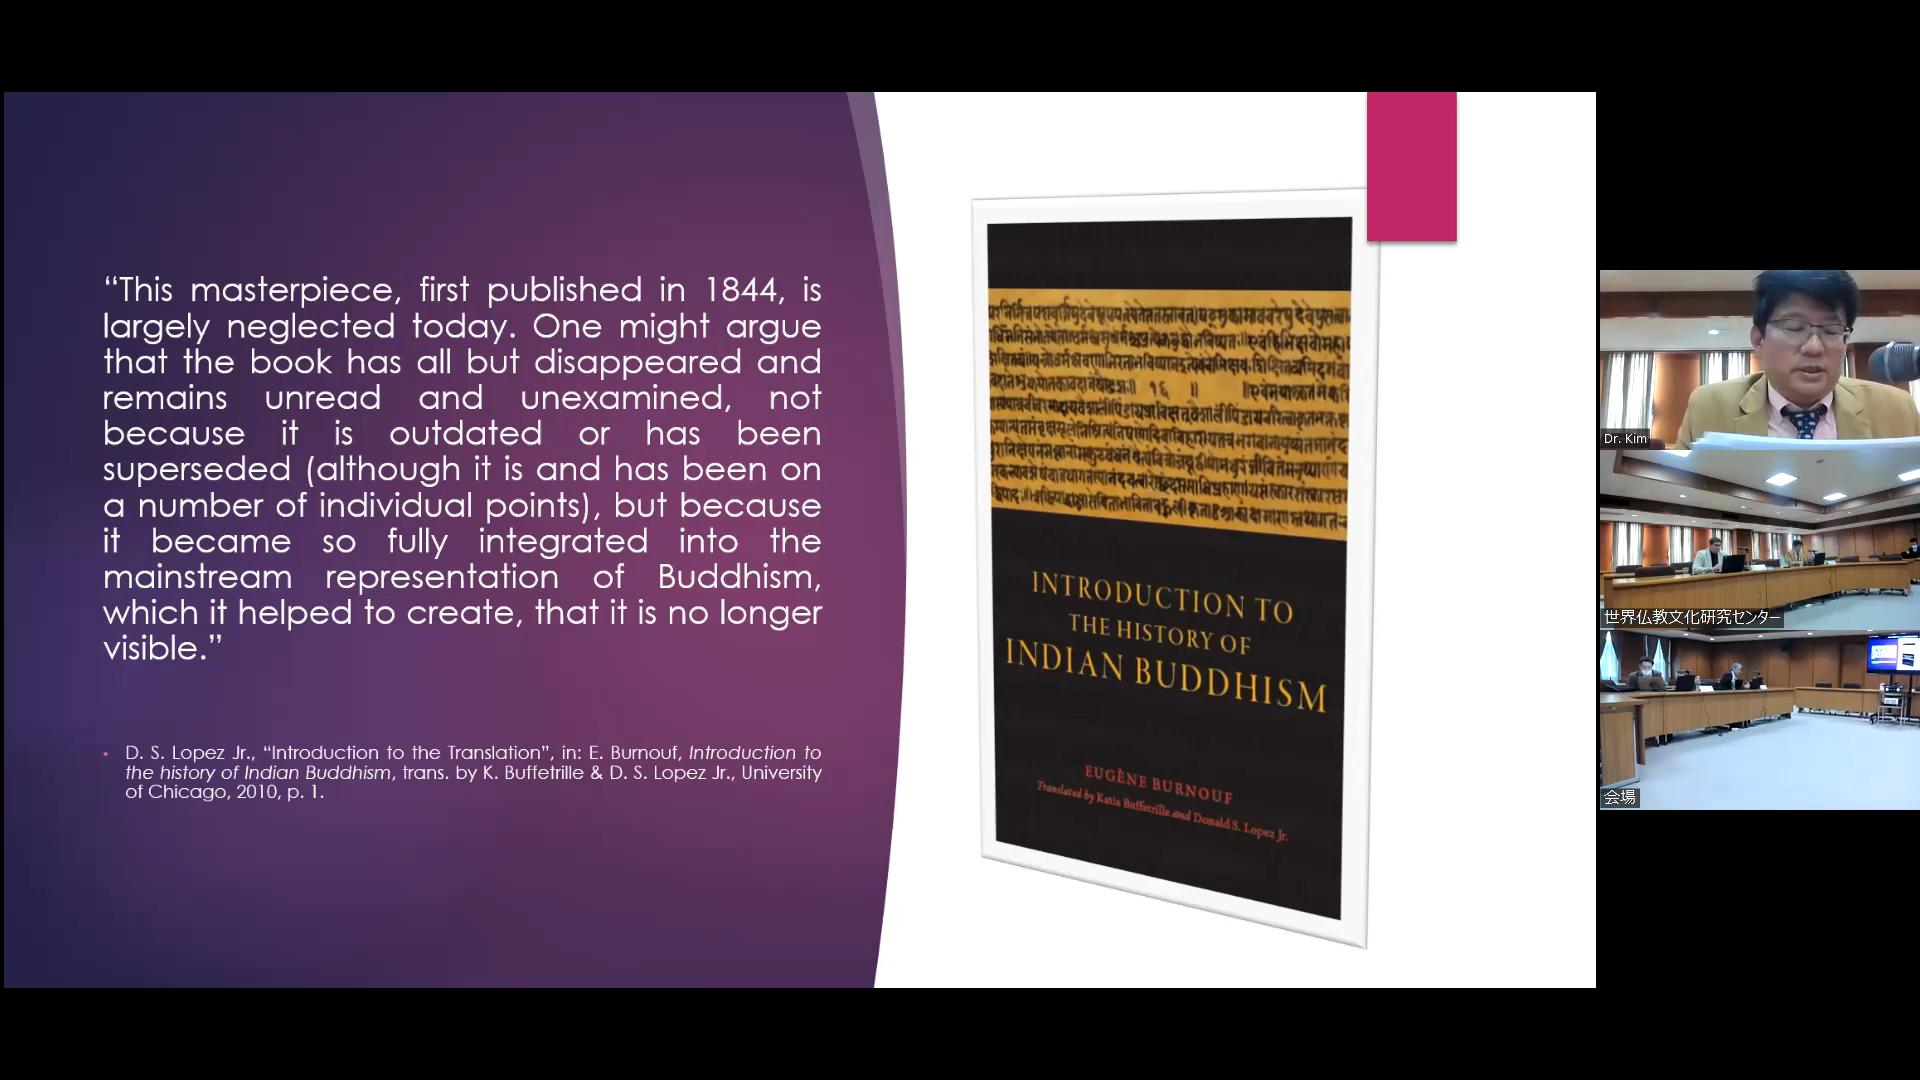 “This masterpiece, first published in 1844, is
largely neglected today. One might argue
that the book has all but disappeared and
remains unread and unexamined, not
because it is outdated or has been
superseded (although it is and has been on
a number of individual points), but because
it became so fully integrated into the
mainstream representation of Buddhism,
which it helped to create, that it is no longer
visible.”
• D. S. Lopez Jr., “Introduction to the Translation”, in: E. Burnouf, Introduction to
the history of Indian Buddhism, trans. by K. Buffetrille & D. S. Lopez Jr., University
of Chicago, 2010, p. 1.
INTRODUCTION TO
THE HISTORY OF
INDIAN BUDDHISM
EUGÈNE BURNOUF
Translated by Katia Buffetrille and Donald S. Lopez Jr.
Dr. Kim
世界仏教文化研究センター
会場